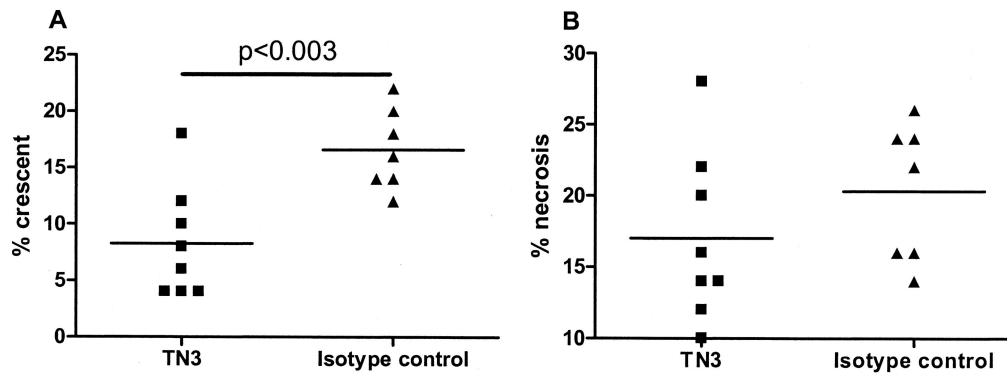 A
p<0.003
25
20
15
10
5
0
% crescent
TN3 Isotype control
B
30
25
20
15
10
% necrosis
TN3 Isotype control